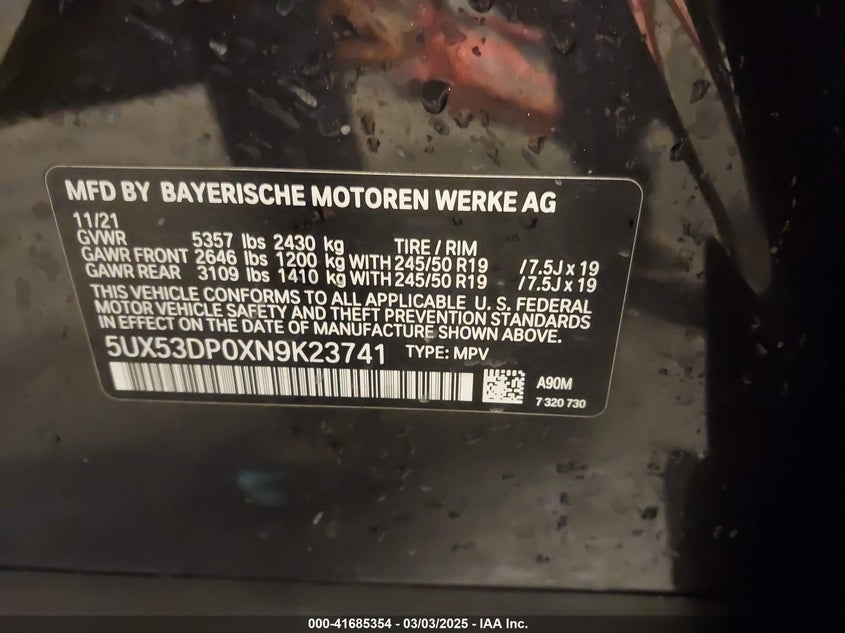 MFD BY BAYERISCHE MOTOREN WERKE AG
11/21
GVWR 5357 lbs 2430 kg TIRE / RIM
GAWR FRONT 2646 lbs 1200 kg WITH 245/50 R19 / 7.5J x 19
GAWR REAR 3109 lbs 1410 kg WITH 245/50 R19 / 7.5J x 19
THIS VEHICLE CONFORMS TO ALL APPLICABLE U. S. FEDERAL
MOTOR VEHICLE SAFETY AND THEFT PREVENTION STANDARDS
IN EFFECT ON THE DATE OF MANUFACTURE SHOWN ABOVE.
5UX53DP0XN9K23741 TYPE: MPV
A90M
7 320 730
000-41685354 - 03/03/2025 - IAA Inc.